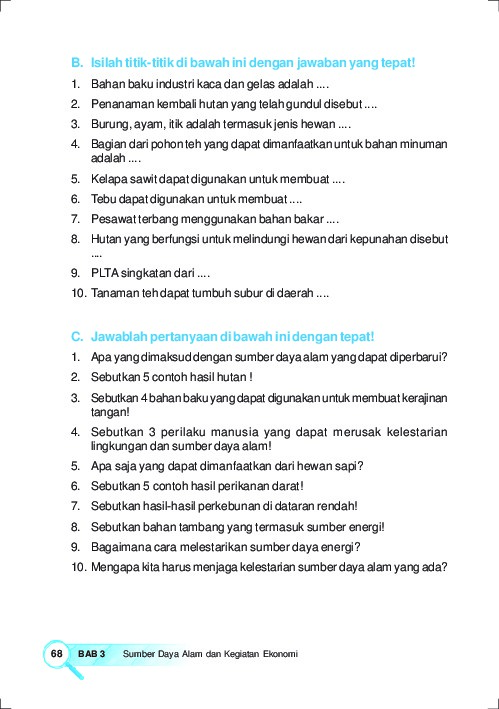 B. Isilah titik-titik di bawah ini dengan jawaban yang tepat!
1. Bahan baku industri kaca dan gelas adalah ....
2. Penanaman kembali hutan yang telah gundul disebut ....
3. Burung, ayam, itik adalah termasuk jenis hewan ....
4. Bagian dari pohon teh yang dapat dimanfaatkan untuk bahan minuman
adalah ....
5. Kelapa sawit dapat digunakan untuk membuat ....
6. Tebu dapat digunakan untuk membuat ....
7. Pesawat terbang menggunakan bahan bakar ....
8. Hutan yang berfungsi untuk melindungi hewan dari kepunahan disebut
....
9. PLTA singkatan dari ....
10. Tanaman teh dapat tumbuh subur di daerah ....
C. Jawablah pertanyaan di bawah ini dengan tepat!
1. Apa yang dimaksud dengan sumber daya alam yang dapat diperbarui?
2. Sebutkan 5 contoh hasil hutan !
3. Sebutkan 4 bahan baku yang dapat digunakan untuk membuat kerajinan
tangan!
4. Sebutkan 3 perilaku manusia yang dapat merusak kelestarian
lingkungan dan sumber daya alam!
5. Apa saja yang dapat dimanfaatkan dari hewan sapi?
6. Sebutkan 5 contoh hasil perikanan darat!
7. Sebutkan hasil-hasil perkebunan di dataran rendah!
8. Sebutkan bahan tambang yang termasuk sumber energi!
9. Bagaimana cara melestarikan sumber daya energi?
10. Mengapa kita harus menjaga kelestarian sumber daya alam yang ada?
68 BAB 3 Sumber Daya Alam dan Kegiatan Ekonomi